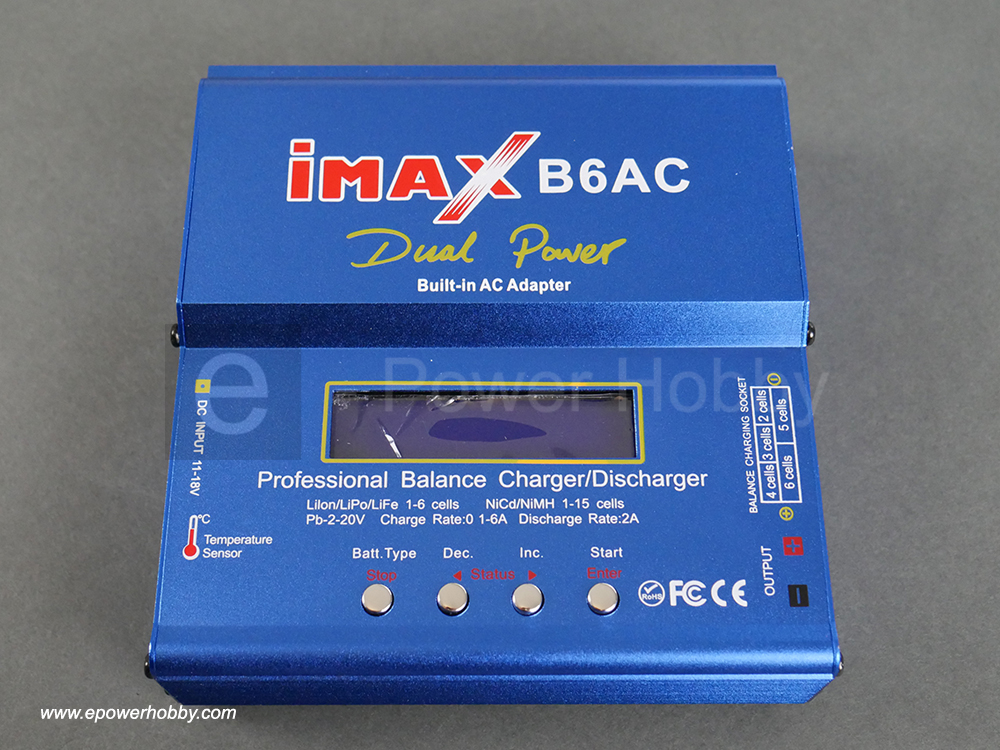 iMAX B6AC
Dual Power
Built-in AC Adapter
e Power Hobby
DC INPUT 11-18V
BALANCE CHARGING SOCKET
2 cells
3 cells
4 cells
5 cells
6 cells
Professional Balance Charger/Discharger
LiIon/LiPo/LiFe 1-6 cells NiCd/NiMH 1-15 cells
Pb-2-20V Charge Rate:0 1-6A Discharge Rate:2A
°C
Temperature
Sensor
Batt.Type Dec. Inc. Start
Stop ◄ Status ► Enter
RoHS FC CE
OUTPUT
+
-
www.epowerhobby.com